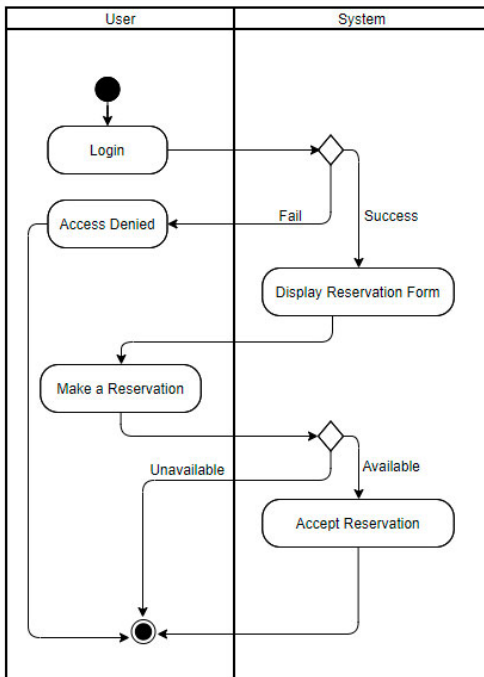 User
System
Login
Fail
Success
Access Denied
Display Reservation Form
Make a Reservation
Unavailable
Available
Accept Reservation